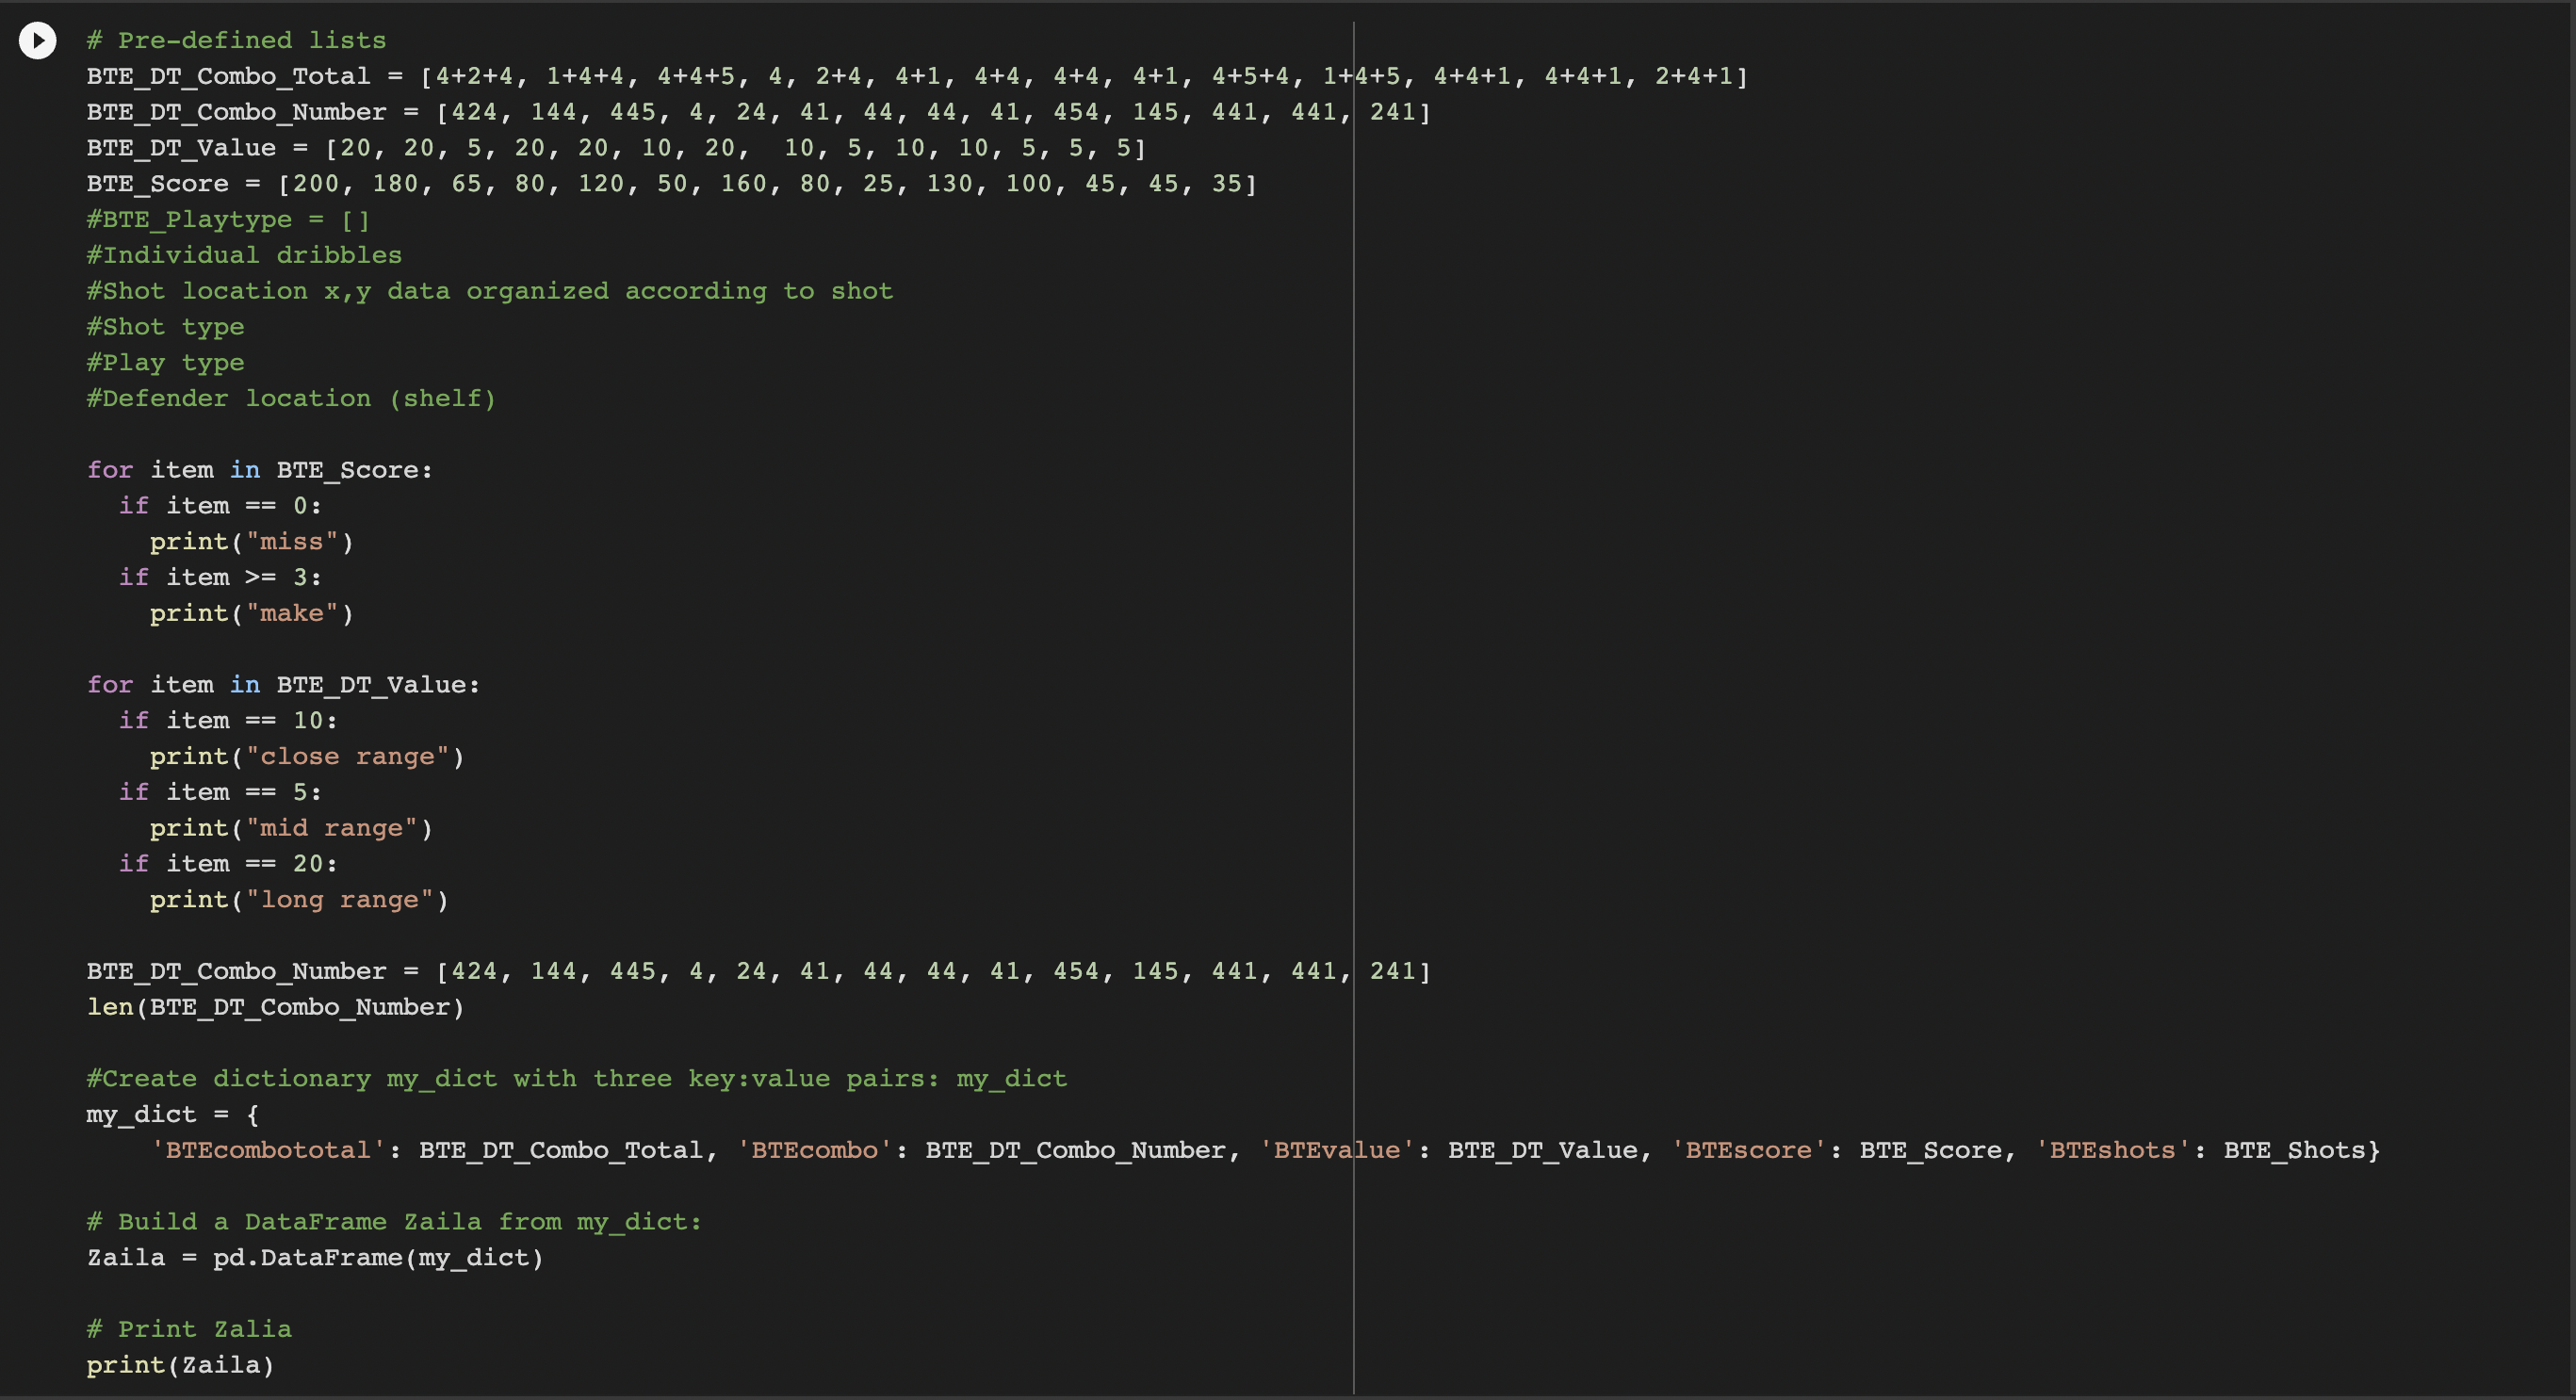 # Pre-defined lists
BTE_DT_Combo_Total = [4+2+4, 1+4+4, 4+4+5, 4, 2+4, 4+1, 4+4, 4+4, 4+1, 4+5+4, 1+4+5, 4+4+1, 4+4+1, 2+4+1]
BTE_DT_Combo_Number = [424, 144, 445, 4, 24, 41, 44, 44, 41, 454, 145, 441, 441, 241]
BTE_DT_Value = [20, 20, 5, 20, 20, 10, 20,  10, 5, 10, 10, 5, 5, 5]
BTE_Score = [200, 180, 65, 80, 120, 50, 160, 80, 25, 130, 100, 45, 45, 35]
#BTE_Playtype = []
#Individual dribbles
#Shot location x,y data organized according to shot
#Shot type
#Play type
#Defender location (shelf)

for item in BTE_Score:
  if item == 0:
    print("miss")
  if item >= 3:
    print("make")

for item in BTE_DT_Value:
  if item == 10:
    print("close range")
  if item == 5:
    print("mid range")
  if item == 20:
    print("long range")

BTE_DT_Combo_Number = [424, 144, 445, 4, 24, 41, 44, 44, 41, 454, 145, 441, 441, 241]
len(BTE_DT_Combo_Number)

#Create dictionary my_dict with three key:value pairs: my_dict
my_dict = {
    'BTEcombototal': BTE_DT_Combo_Total, 'BTEcombo': BTE_DT_Combo_Number, 'BTEvalue': BTE_DT_Value, 'BTEscore': BTE_Score, 'BTEshots': BTE_Shots}

# Build a DataFrame Zaila from my_dict:
Zaila = pd.DataFrame(my_dict)

# Print Zalia
print(Zaila)